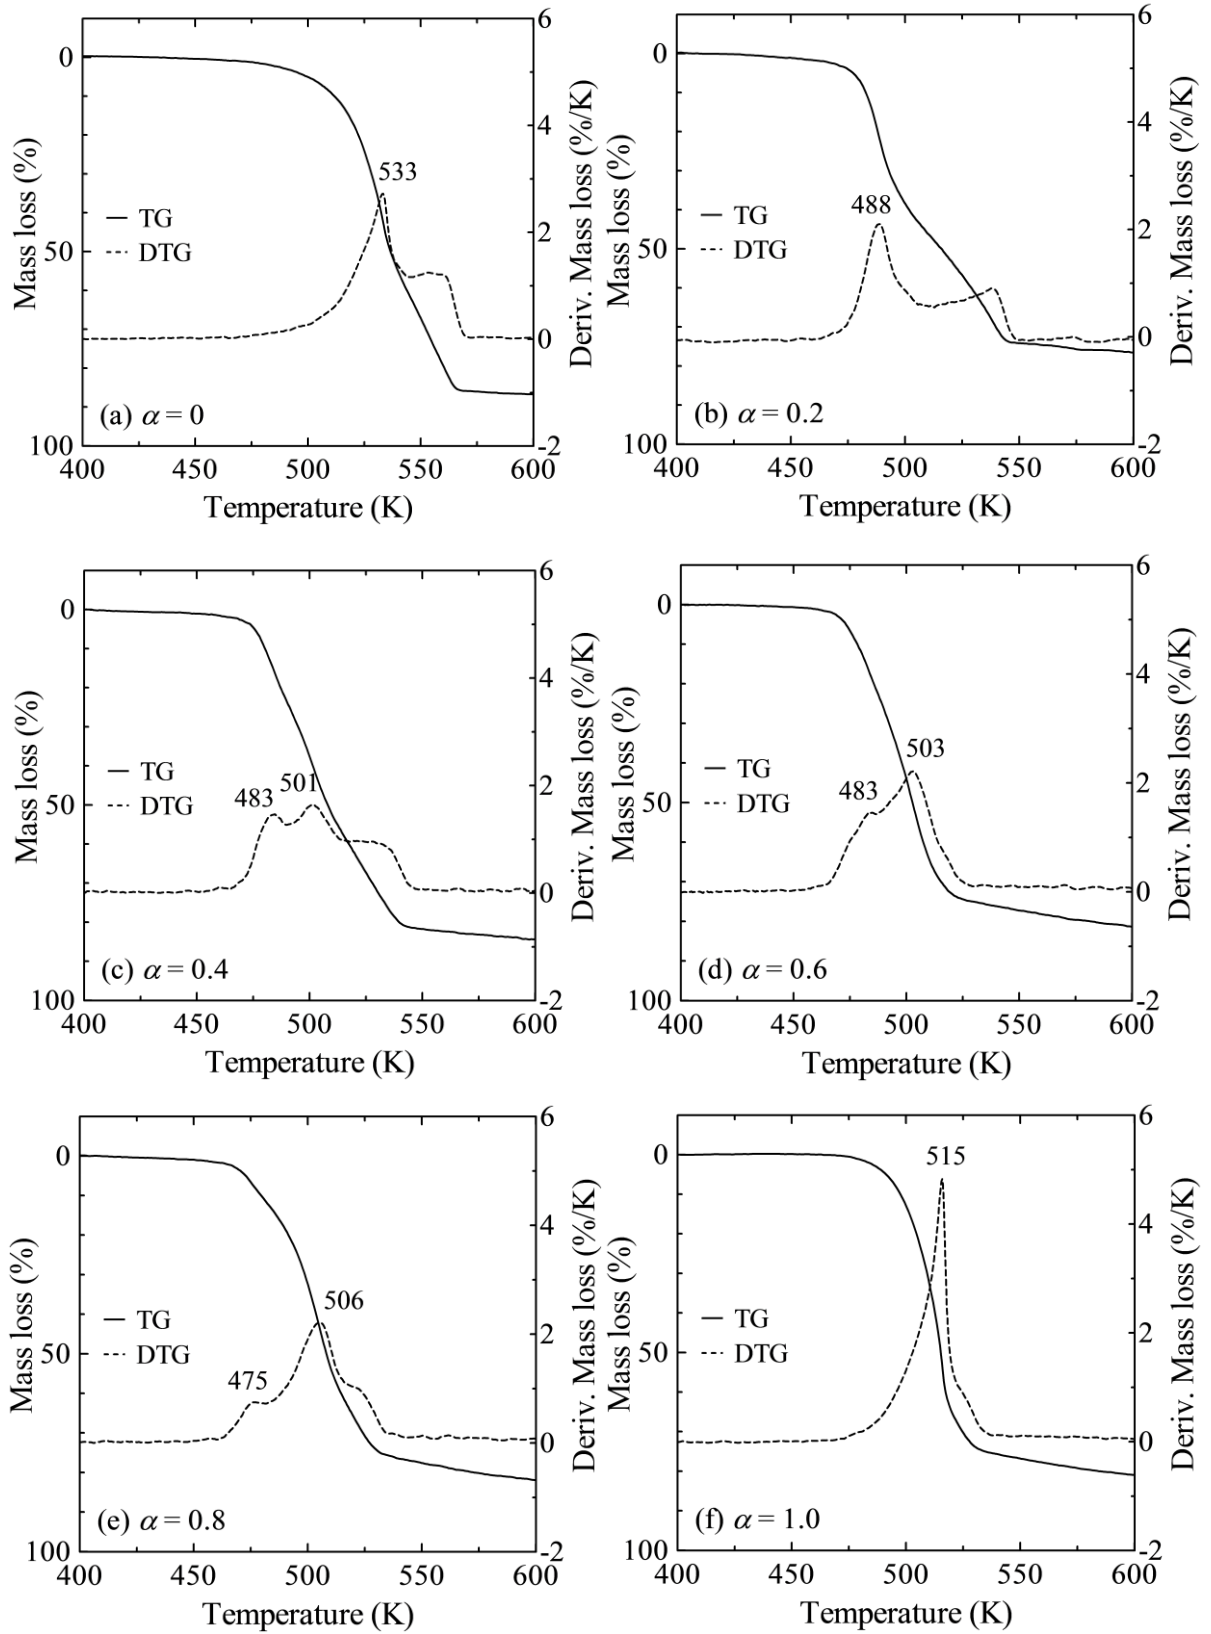 6
0
4
Mass loss (%)
533
Deriv. Mass loss (%/K)
TG
2
50
DTG
0
(a) α = 0
100
-2
400 450 500 550 600
Temperature (K)
6
0
4
Mass loss (%)
488
Deriv. Mass loss (%/K)
TG
2
50
DTG
0
(b) α = 0.2
100
-2
400 450 500 550 600
Temperature (K)
6
0
4
Mass loss (%)
483 501
Deriv. Mass loss (%/K)
TG
2
50
DTG
0
(c) α = 0.4
100
-2
400 450 500 550 600
Temperature (K)
6
0
4
Mass loss (%)
483 503
Deriv. Mass loss (%/K)
TG
2
50
DTG
0
(d) α = 0.6
100
-2
400 450 500 550 600
Temperature (K)
6
0
4
Mass loss (%)
475 506
Deriv. Mass loss (%/K)
TG
2
50
DTG
0
(e) α = 0.8
100
-2
400 450 500 550 600
Temperature (K)
6
0
515
4
Mass loss (%)
Deriv. Mass loss (%/K)
TG
2
50
DTG
0
(f) α = 1.0
100
-2
400 450 500 550 600
Temperature (K)